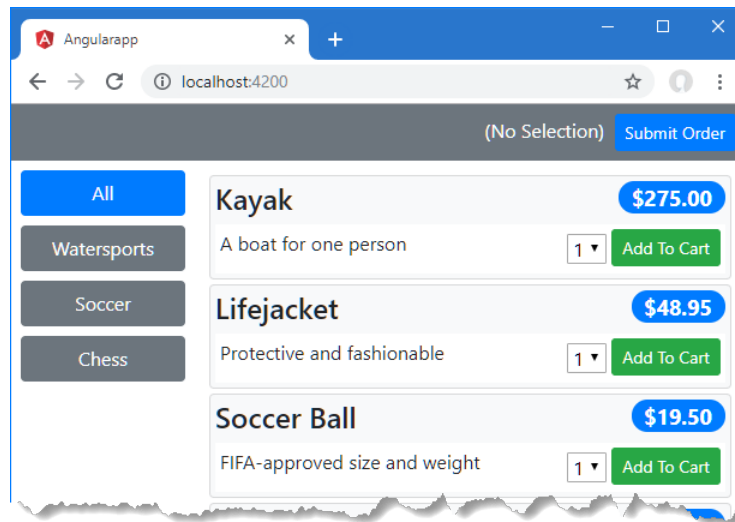 Angularapp
localhost:4200
(No Selection) Submit Order
All
Watersports
Soccer
Chess
Kayak $275.00
A boat for one person 1 Add To Cart
Lifejacket $48.95
Protective and fashionable 1 Add To Cart
Soccer Ball $19.50
FIFA-approved size and weight 1 Add To Cart